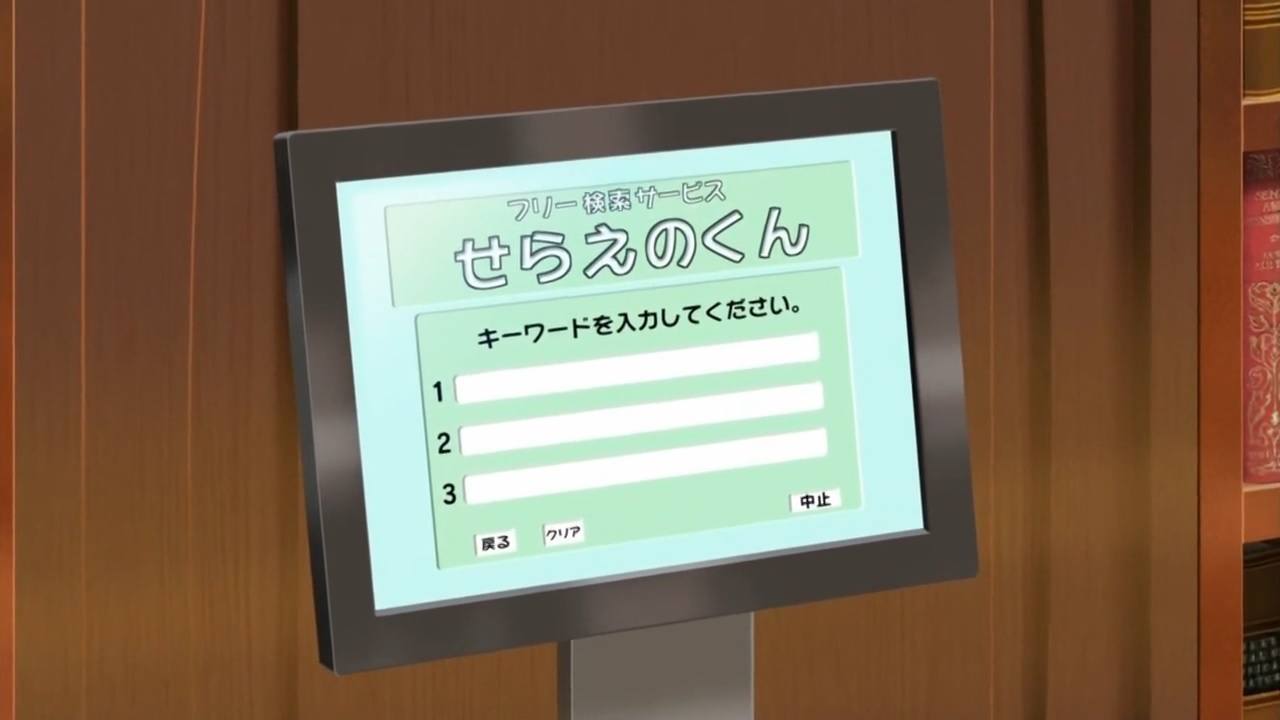 フリー検索サービス
せらえのくん
キーワードを入力してください。
1
2
3
戻る クリア 中止